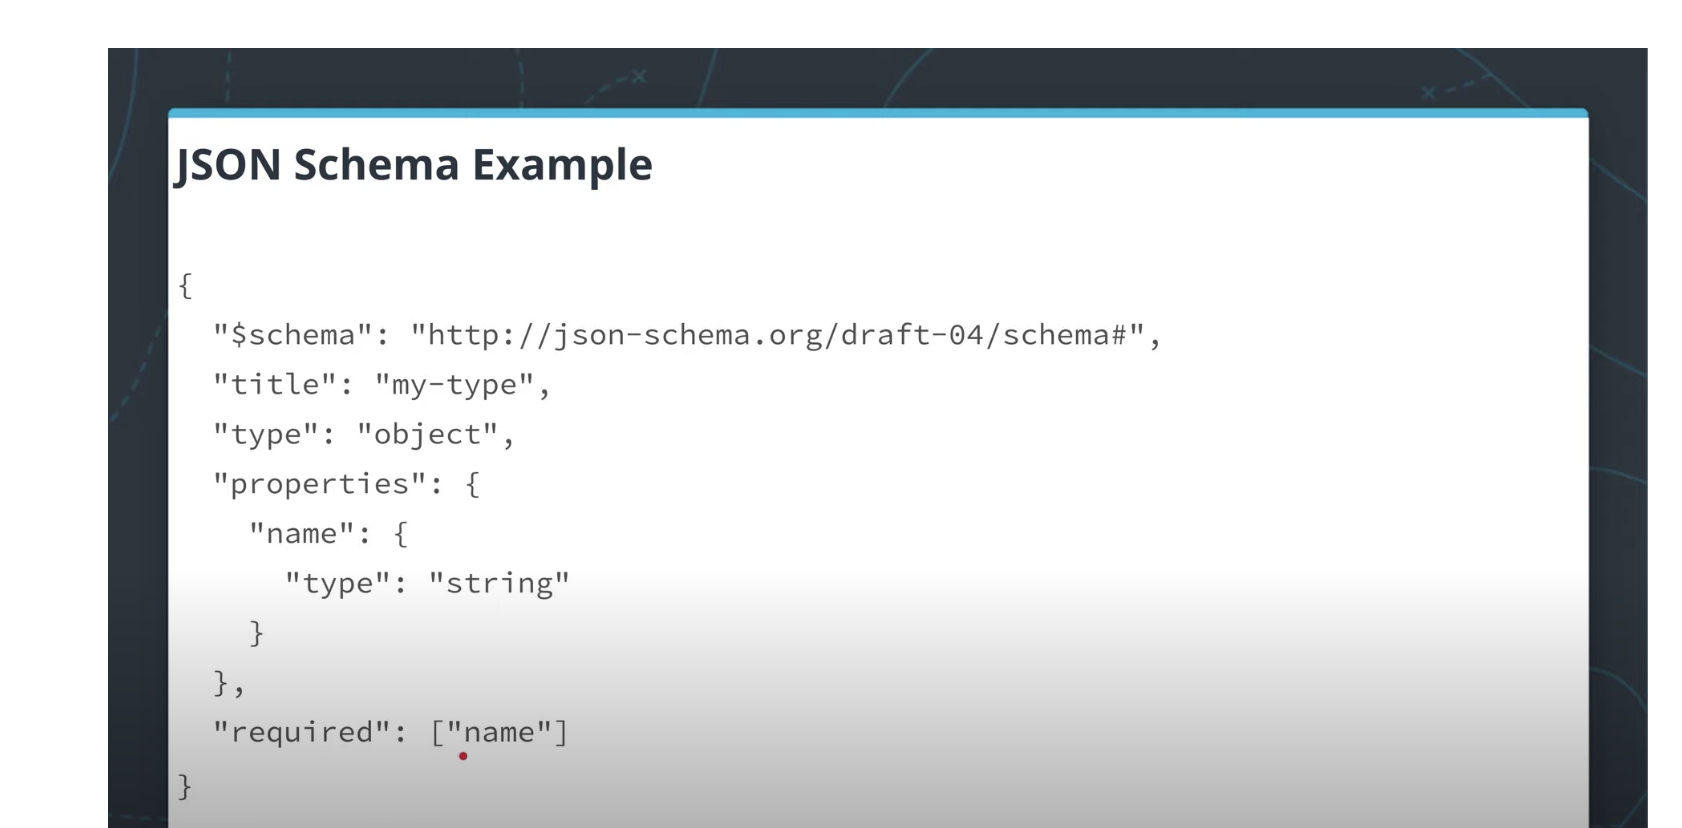 JSON Schema Example
{
  "$schema": "http://json-schema.org/draft-04/schema#",
  "title": "my-type",
  "type": "object",
  "properties": {
    "name": {
      "type": "string"
    }
  },
  "required": ["name"]
}